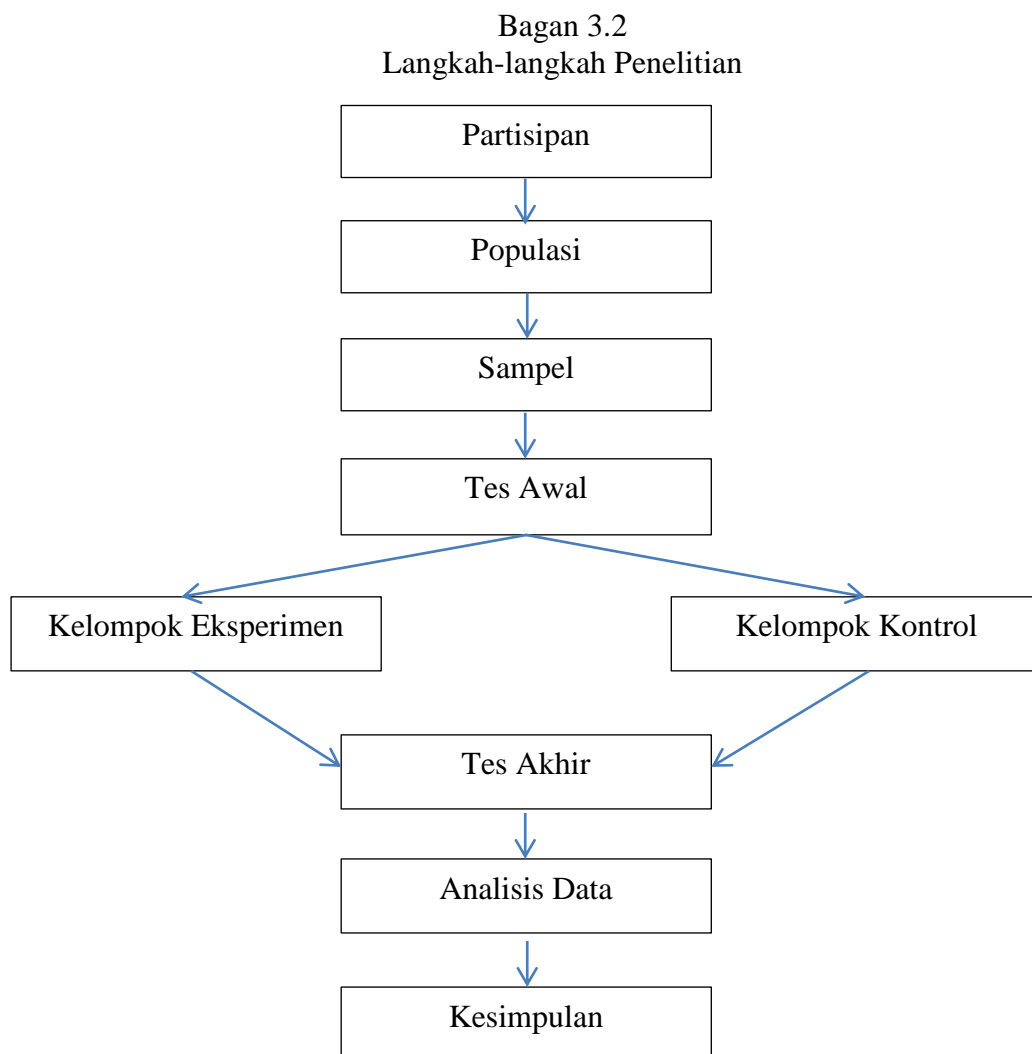 Bagan 3.2
Langkah-langkah Penelitian
Partisipan
Populasi
Sampel
Tes Awal
Kelompok Eksperimen
Kelompok Kontrol
Tes Akhir
Analisis Data
Kesimpulan